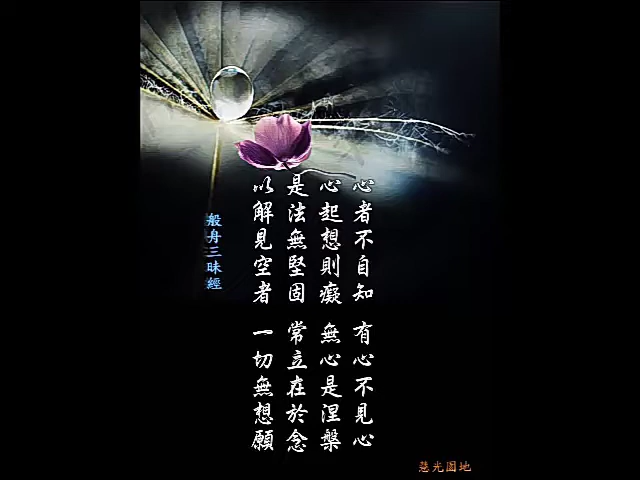 心者不自知 有心不見心
心起想則癡 無心是涅槃
是法無堅固 常立在於念
以解見空者 一切無想願
般舟三昧經
慧光園地